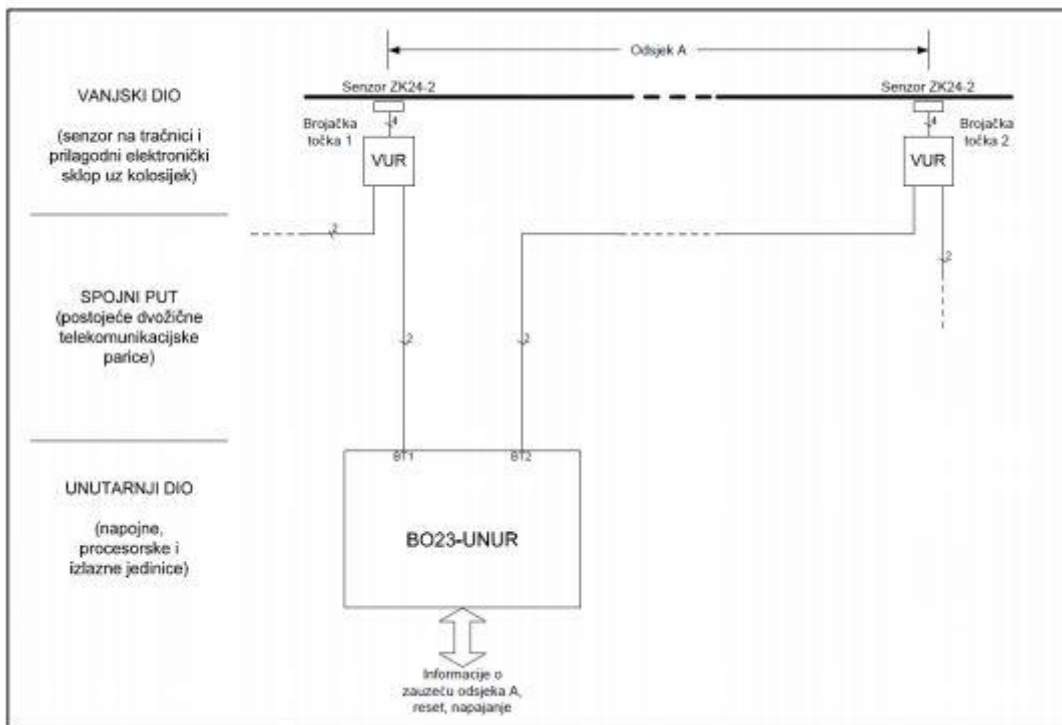 Odsjek A
VANJSKI DIO
(senzor na tračnici i
prilagodni elektronički
sklop uz kolosijek)
Senzor ZK24-2
Senzor ZK24-2
Brojačka
točka 1
4
VUR
4
Brojačka
točka 2
VUR
2
2
SPOJNI PUT
(postojeće dvožične
telekomunikacijske
parice)
2
2
UNUTARNJI DIO
(napojne,
procesorske i
izlazne jedinice)
BT1
BT2
BO23-UNUR
Informacije o
zauzeću odsjeka A,
reset, napajanje